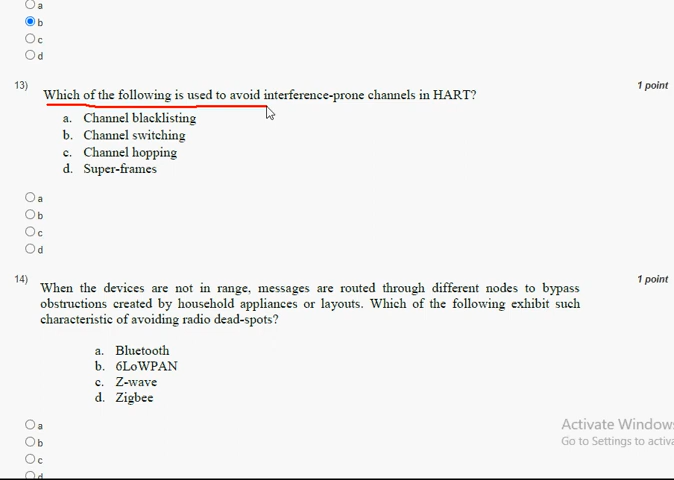 a
b
c
d
13)
1 point
Which of the following is used to avoid interference-prone channels in HART?
a. Channel blacklisting
b. Channel switching
c. Channel hopping
d. Super-frames
a
b
c
d
14)
1 point
When the devices are not in range, messages are routed through different nodes to bypass
obstructions created by household appliances or layouts. Which of the following exhibit such
characteristic of avoiding radio dead-spots?
a. Bluetooth
b. 6LoWPAN
c. Z-wave
d. Zigbee
a
b
c
d
Activate Windows
Go to Settings to activa